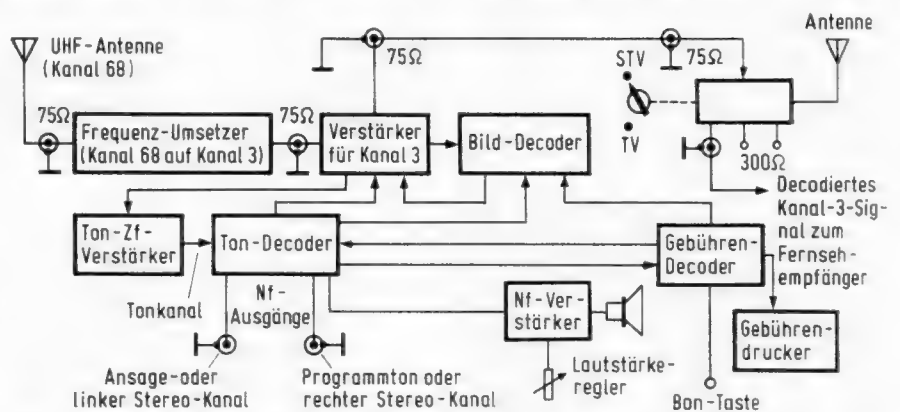 Antenne
UHF-Antenne
(Kanal 68)
75Ω
75Ω
STV
TV
75Ω
75Ω
300Ω
Frequenz-Umsetzer
(Kanal 68 auf Kanal 3)
Verstärker
für Kanal 3
Bild-Decoder
Decodiertes
Kanal-3-Sig-
nal zum
Fernseh-
empfänger
Ton-Zf-
Verstärker
Ton-Decoder
Gebühren-
Decoder
Tonkanal
Nf-
Ausgänge
Nf-Ver-
stärker
Gebühren-
drucker
Ansage-oder
linker Stereo-Kanal
Programmton oder
rechter Stereo-Kanal
Lautstärke-
regler
Bon-Taste